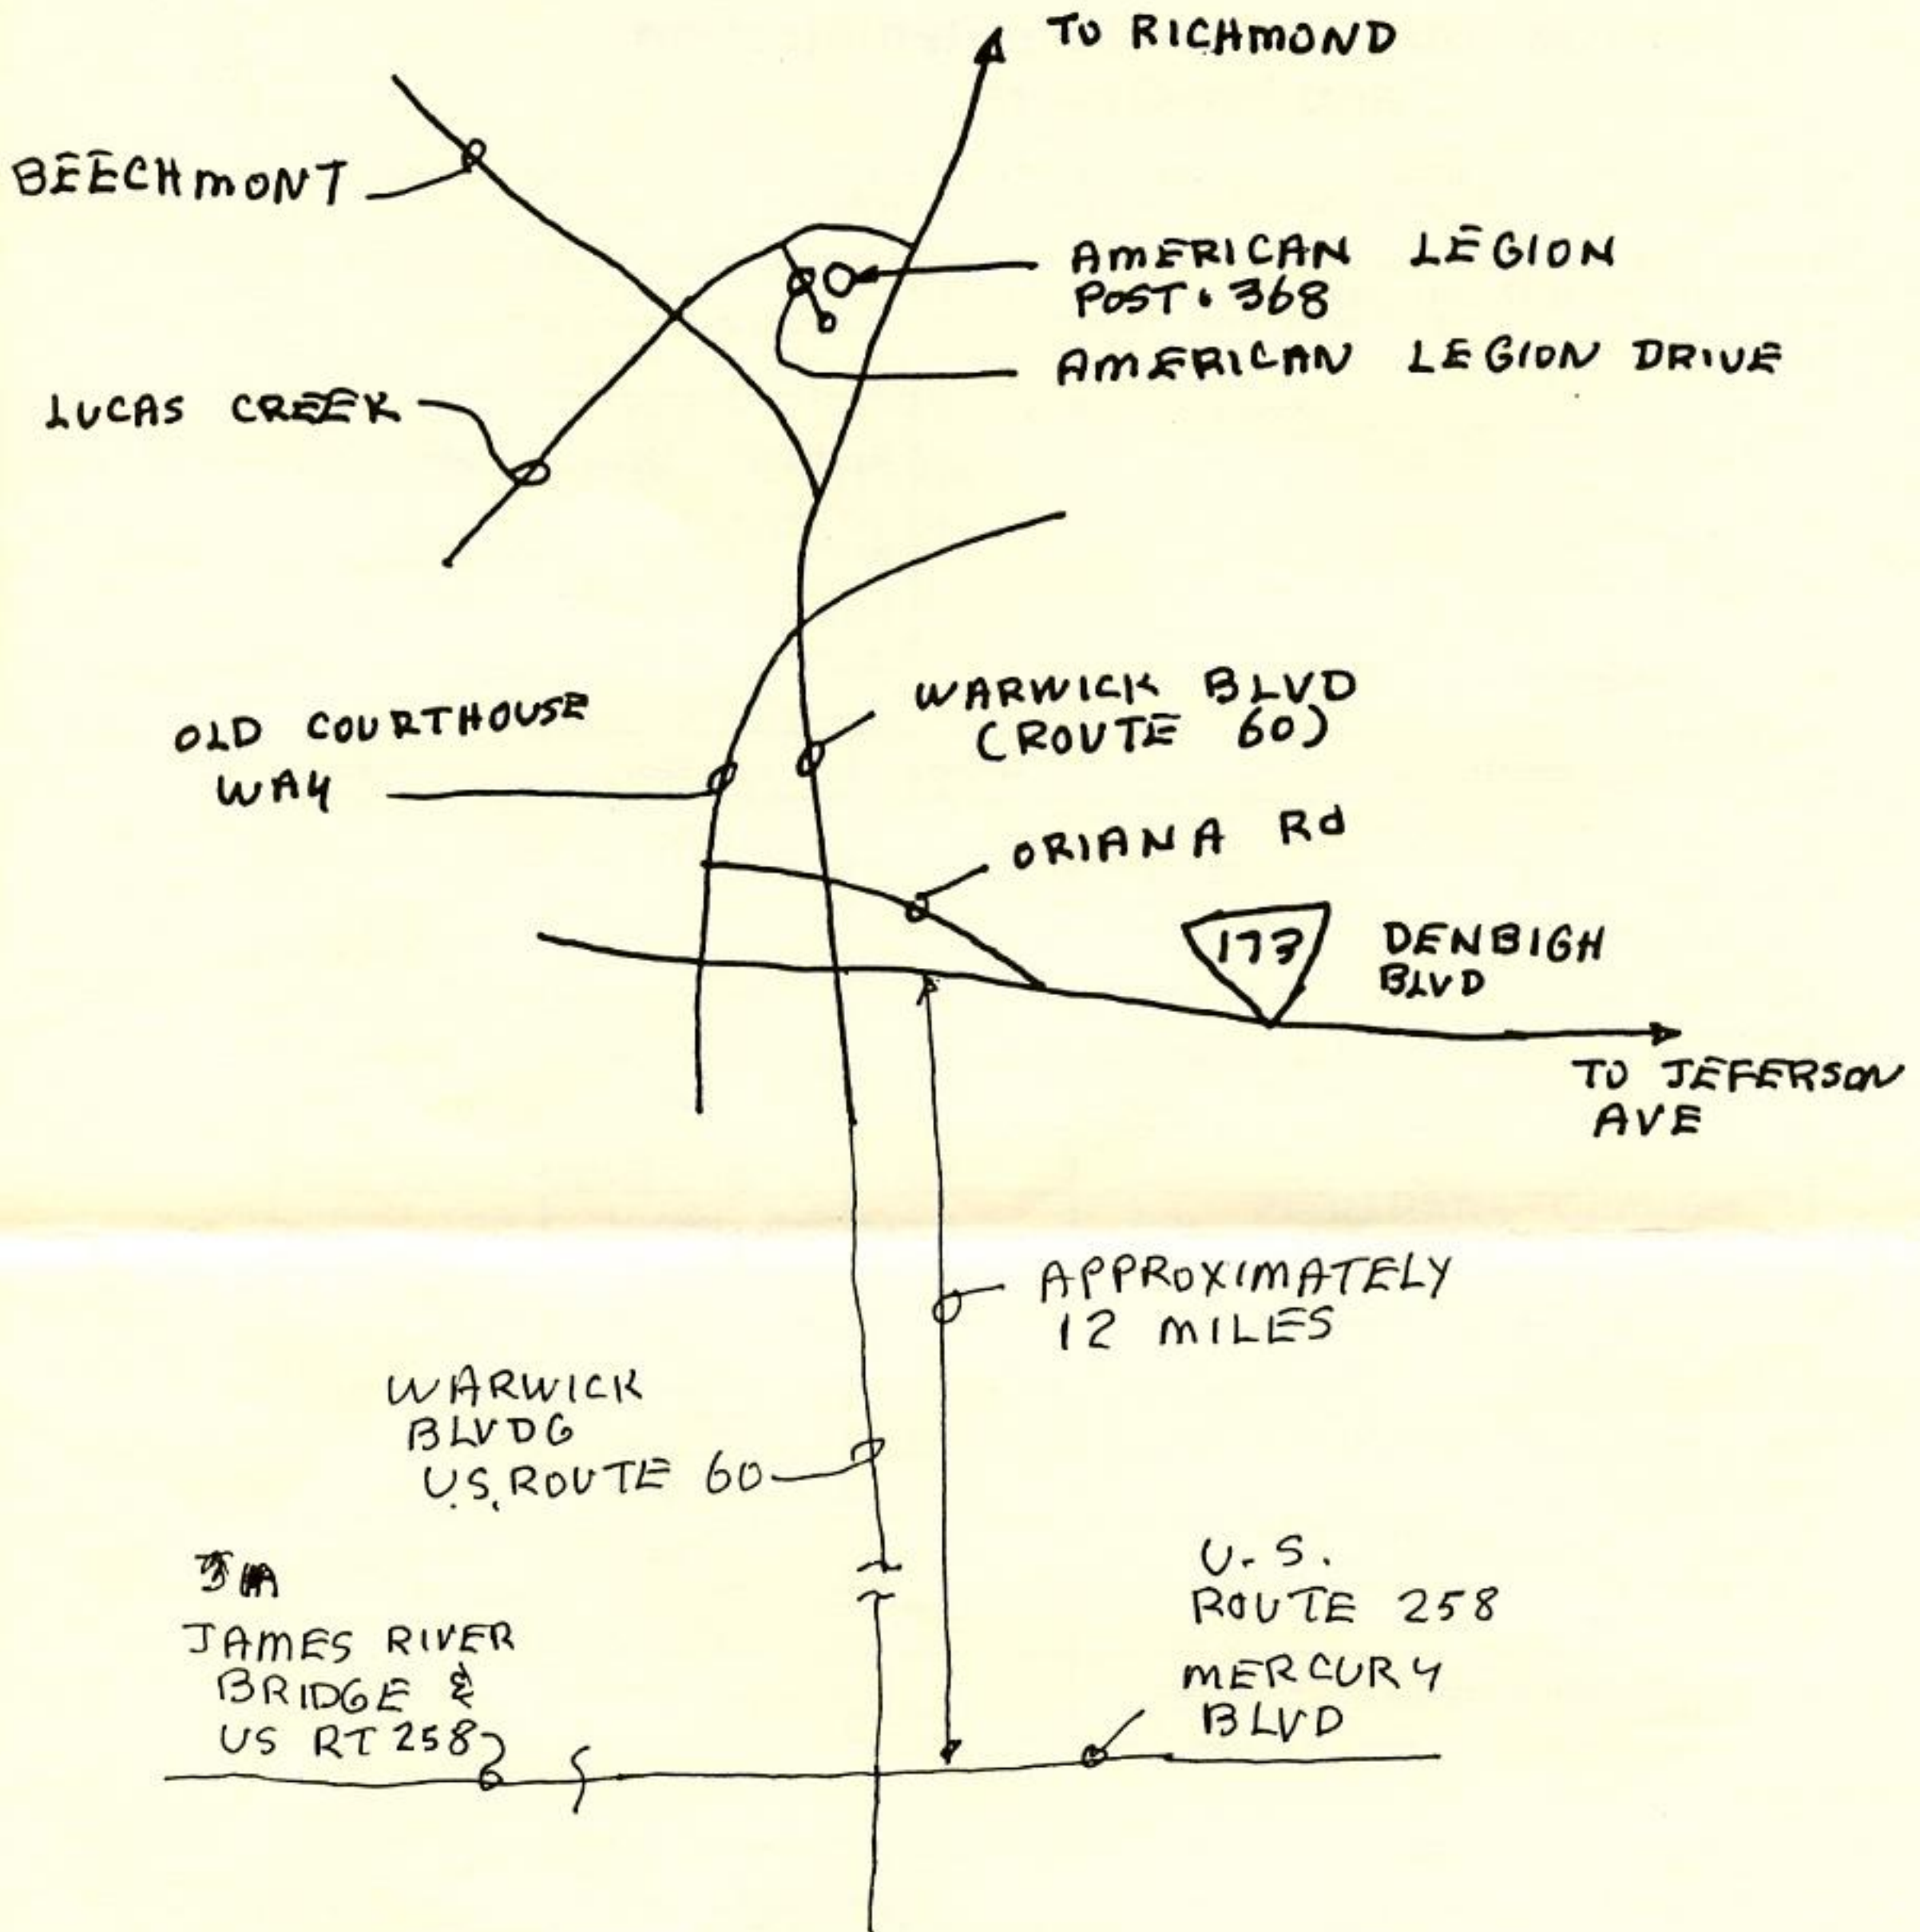 TO RICHMOND
BEECHMONT
AMERICAN LEGION
POST. 368
AMERICAN LEGION DRIVE
LUCAS CREEK
WARWICK BLVD
(ROUTE 60)
OLD COURTHOUSE
WAY
ORIANA Rd
173
DENBIGH
BLVD
TO JEFERSON
AVE
APPROXIMATELY
12 MILES
WARWICK
BLVDG
U.S. ROUTE 60
JAMES RIVER
BRIDGE &
US RT 258
U.S.
ROUTE 258
MERCURY
BLVD